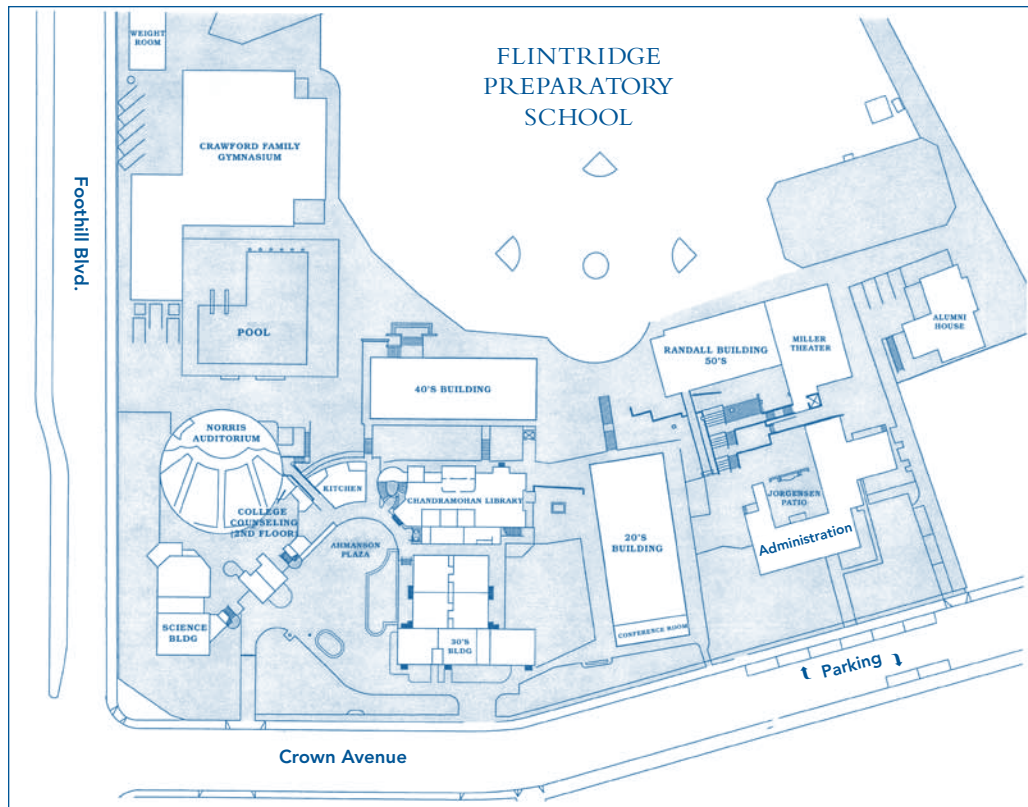 WEIGHT
ROOM
FLINTRIDGE
PREPARATORY
SCHOOL
CRAWFORD FAMILY
GYMNASIUM
Foothill Blvd.
POOL
ALUMNI
HOUSE
RANDALL BUILDING
50'S
MILLER
THEATER
40'S BUILDING
NORRIS
AUDITORIUM
KITCHEN
CHANDRAMOHAN LIBRARY
JORGENSEN
PATIO
COLLEGE
COUNSELING
(2ND FLOOR)
AHMANSON
PLAZA
20'S
BUILDING
Administration
SCIENCE
BLDG
30'S
BLDG
CONFERENCE ROOM
Parking
Crown Avenue